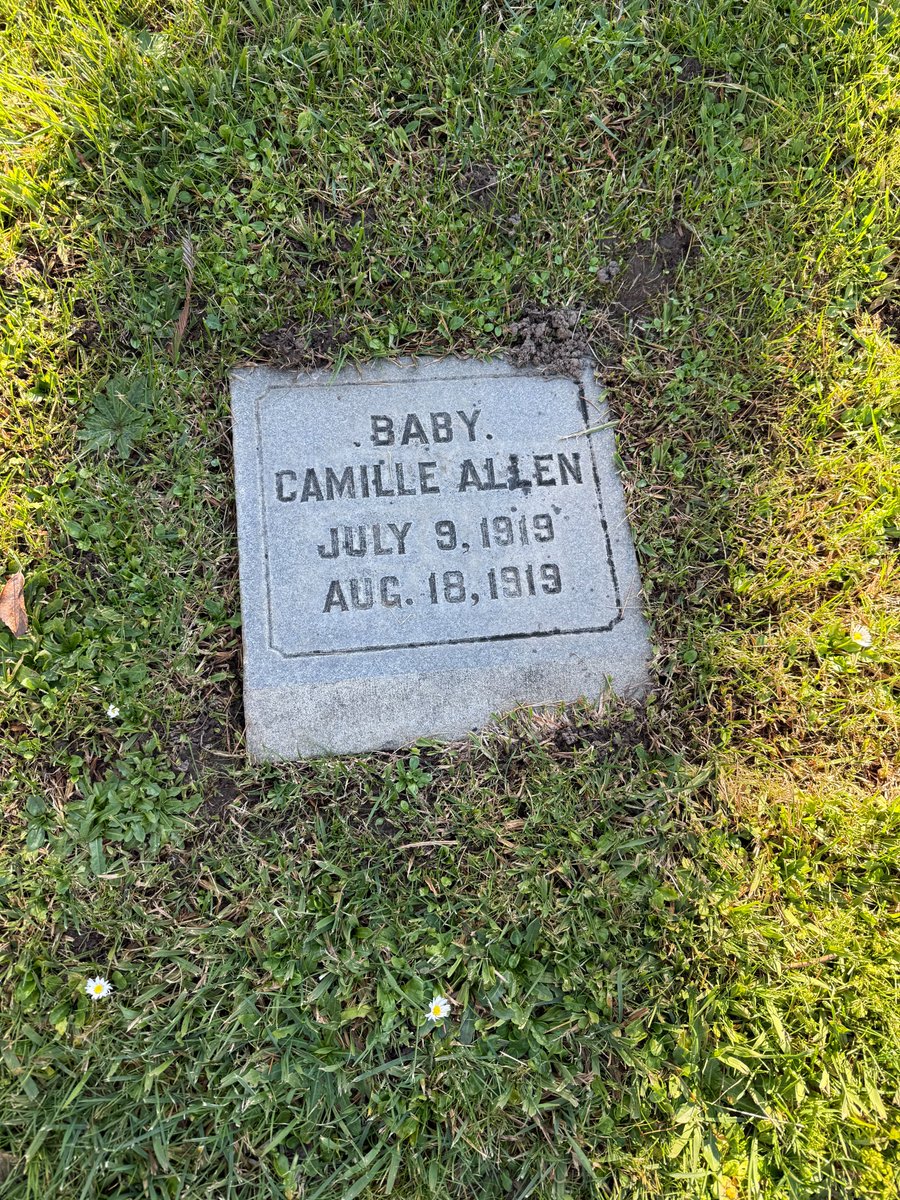 . BABY.
CAMILLE ALLEN
JULY 9, 1919
AUG. 18, 1919